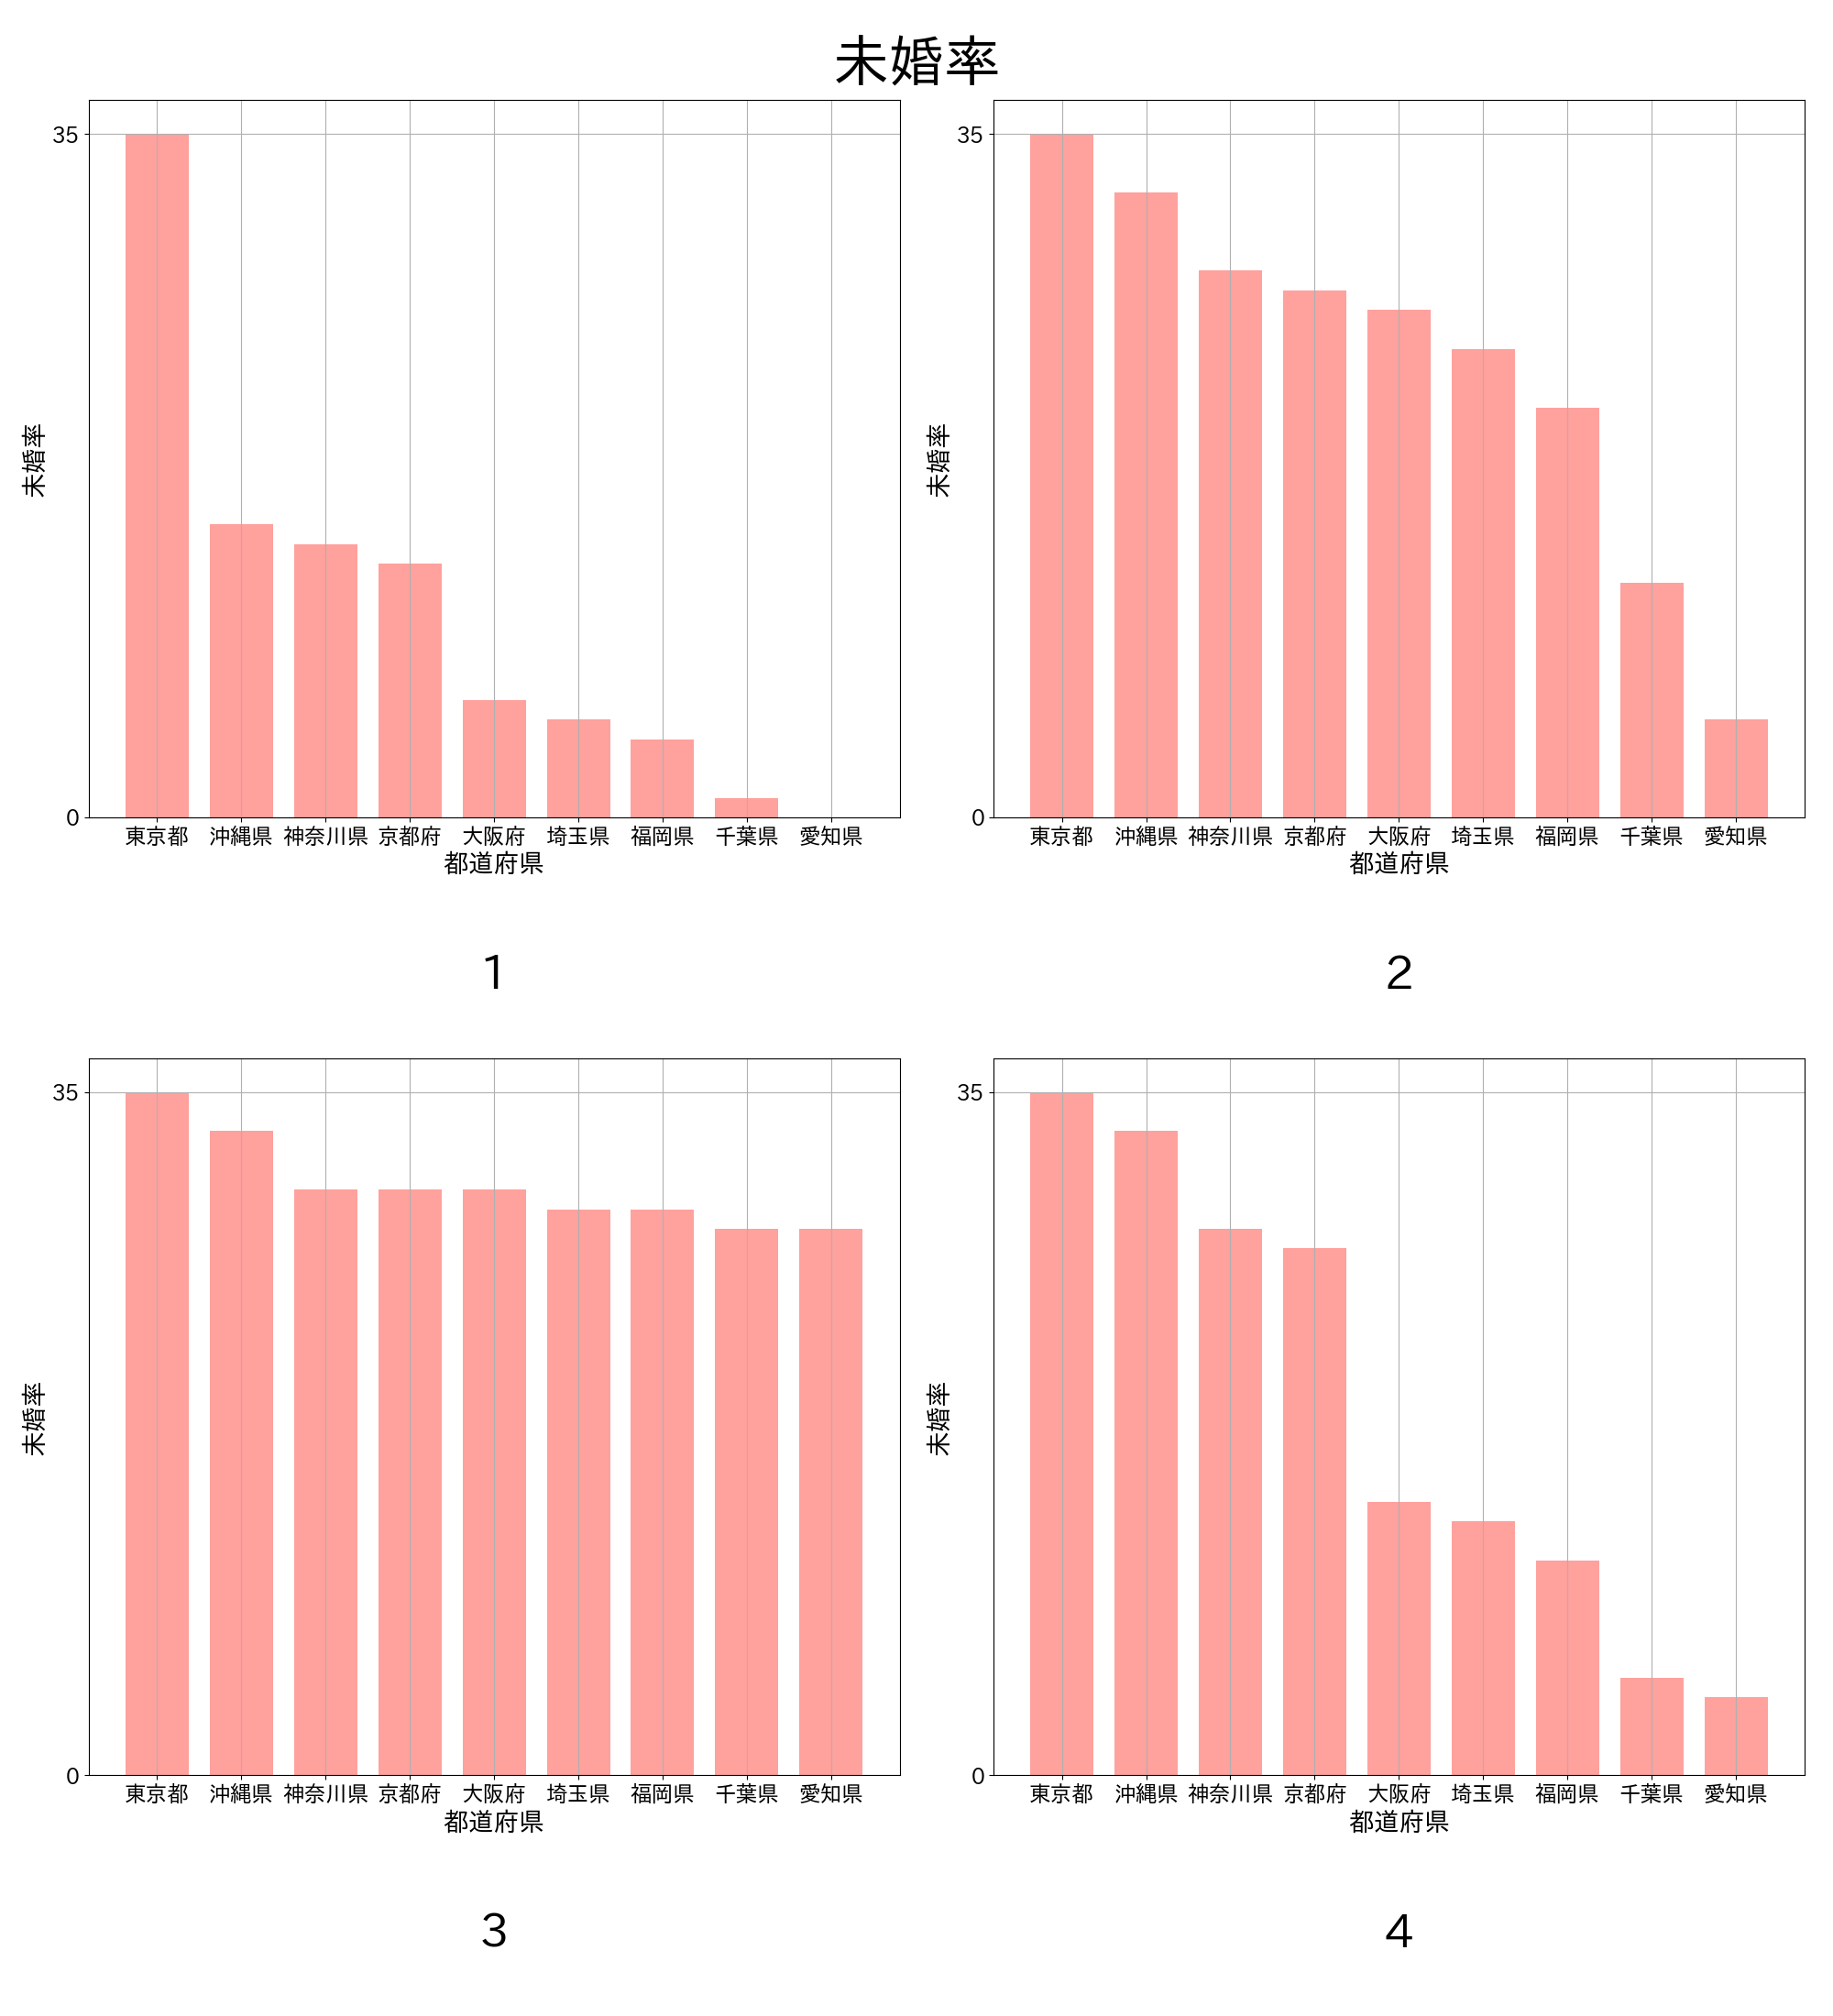 未婚率
35
0
未婚率
東京都 沖縄県 神奈川県 京都府 大阪府 埼玉県 福岡県 千葉県 愛知県
都道府県
1
35
0
未婚率
東京都 沖縄県 神奈川県 京都府 大阪府 埼玉県 福岡県 千葉県 愛知県
都道府県
2
35
0
未婚率
東京都 沖縄県 神奈川県 京都府 大阪府 埼玉県 福岡県 千葉県 愛知県
都道府県
3
35
0
未婚率
東京都 沖縄県 神奈川県 京都府 大阪府 埼玉県 福岡県 千葉県 愛知県
都道府県
4